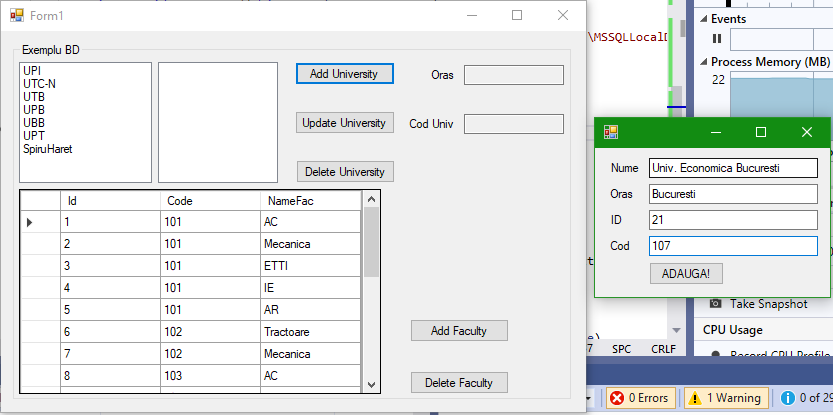 Form1
Exemplu BD
UPI
UTC-N
UTB
UPB
UBB
UPT
SpiruHaret
Add University
Update University
Delete University
Oras
Cod Univ
Id Code NameFac
1 101 AC
2 101 Mecanica
3 101 ETTI
4 101 IE
5 101 AR
6 102 Tractoare
7 102 Mecanica
8 103 AC
Add Faculty
Delete Faculty
\MSSQLLocalD
Events
Process Memory (MB)
22
Nume Univ. Economica Bucuresti
Oras Bucuresti
ID 21
Cod 107
ADAUGA!
Take Snapshot
CPU Usage
Record CPU Profile
SPC CRLF
0 Errors
1 Warning
0 of 29